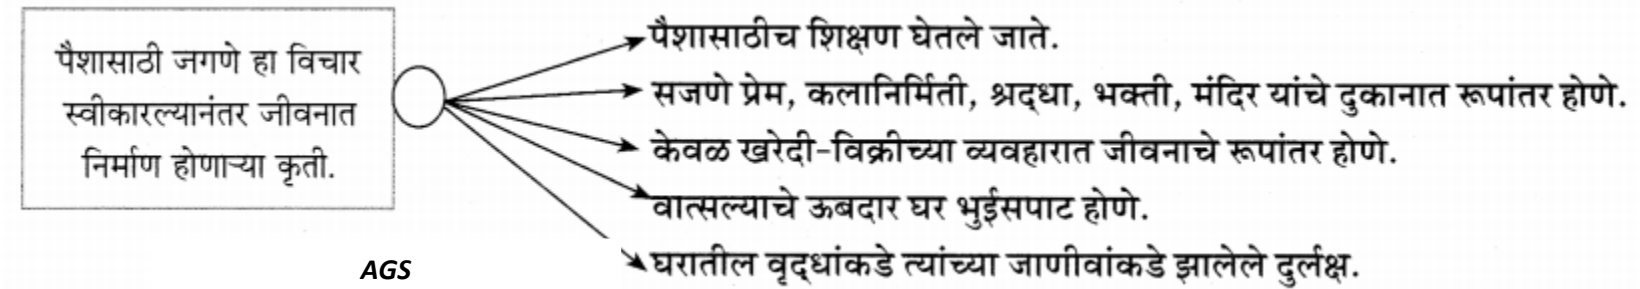 पैशासाठी जगणे हा विचार
स्वीकारल्यानंतर जीवनात
निर्माण होणाऱ्या कृती.
पैशासाठीच शिक्षण घेतले जाते.
सजणे प्रेम, कलानिर्मिती, श्रद्धा, भक्ती, मंदिर यांचे दुकानात रूपांतर होणे.
केवळ खरेदी-विक्रीच्या व्यवहारात जीवनाचे रूपांतर होणे.
वात्सल्याचे ऊबदार घर भुईसपाट होणे.
घरातील वृद्धांकडे त्यांच्या जाणीवांकडे झालेले दुर्लक्ष.
AGS